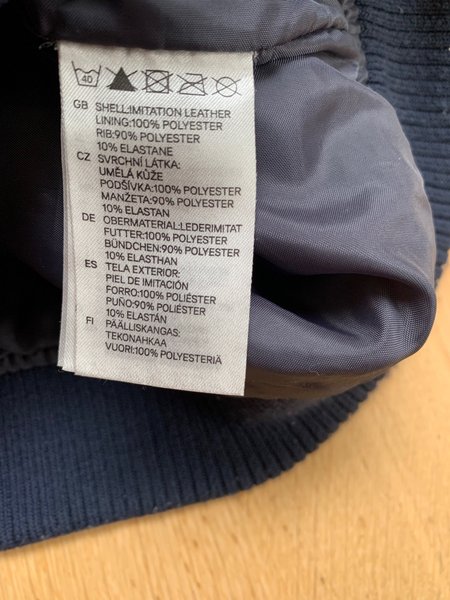 40
GB SHELL:IMITATION LEATHER
LINING:100% POLYESTER
RIB:90% POLYESTER
10% ELASTANE
CZ SVRCHNÍ LÁTKA:
UMĚLÁ KŮŽE
PODŠÍVKA:100% POLYESTER
MANŽETA:90% POLYESTER
10% ELASTAN
DE OBERMATERIAL:LEDERIMITAT
FUTTER:100% POLYESTER
BÜNDCHEN:90% POLYESTER
10% ELASTHAN
ES TELA EXTERIOR:
PIEL DE IMITACIÓN
FORRO:100% POLIÉSTER
PUÑO:90% POLIÉSTER
10% ELASTÁN
FI PÄÄLLISKANGAS:
TEKONAHKAA
VUORI:100% POLYESTERIÄ